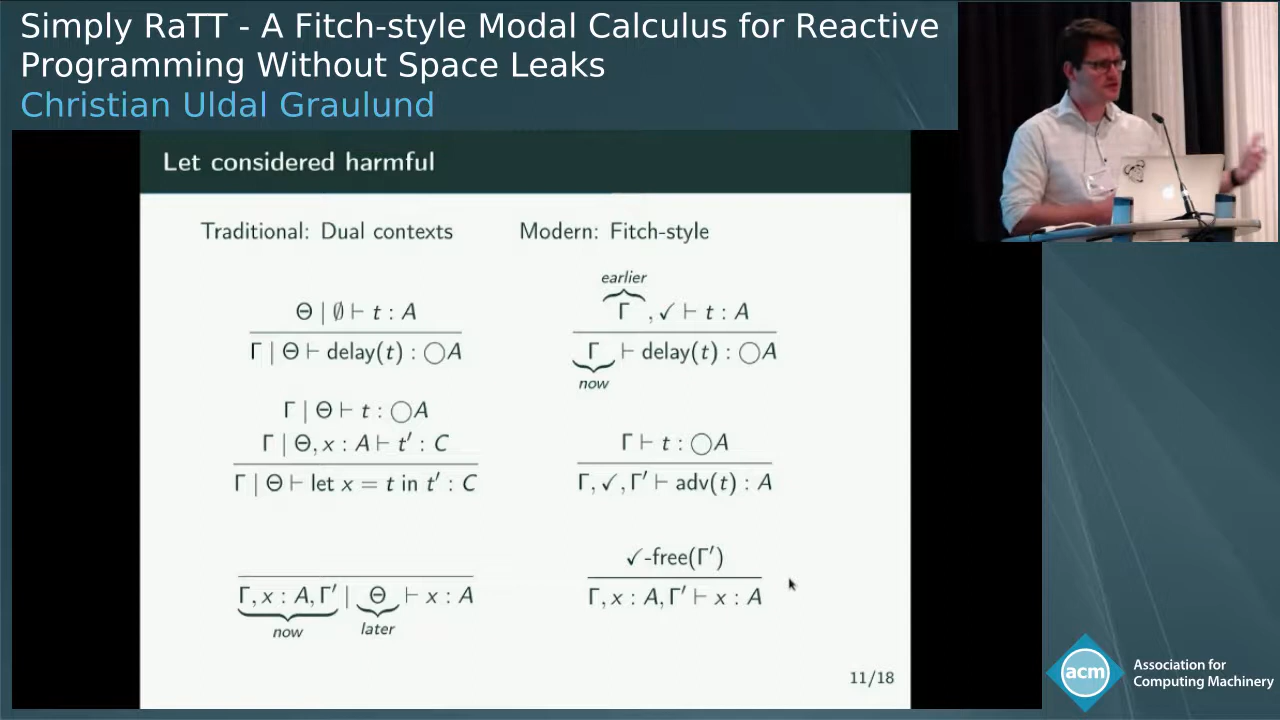 Simply RaTT - A Fitch-style Modal Calculus for Reactive
Programming Without Space Leaks
Christian Uldal Graulund
Let considered harmful
Traditional: Dual contexts
Modern: Fitch-style
Θ | ∅ ⊢ t : A
Γ | Θ ⊢ delay(t) : ◯A
Γ | Θ ⊢ t : ◯A
Γ | Θ, x : A ⊢ t′ : C
Γ | Θ ⊢ let x = t in t′ : C
Γ, x : A, Γ′ | Θ ⊢ x : A
now
later
earlier
Γ, ✓ ⊢ t : A
Γ ⊢ delay(t) : ◯A
now
Γ ⊢ t : ◯A
Γ, ✓, Γ′ ⊢ adv(t) : A
✓-free(Γ′)
Γ, x : A, Γ′ ⊢ x : A
11/18
acm
Association for
Computing Machinery